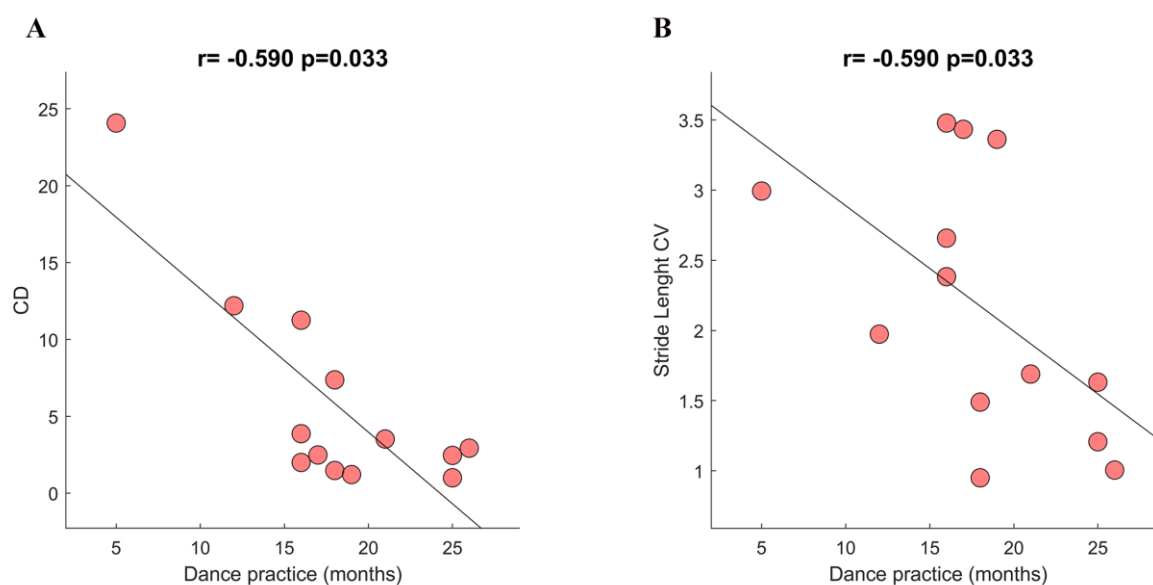 A
r= -0.590 p=0.033
25
20
15
10
5
0
CD
5 10 15 20 25
Dance practice (months)
B
r= -0.590 p=0.033
3.5
3
2.5
2
1.5
1
Stride Lenght CV
5 10 15 20 25
Dance practice (months)